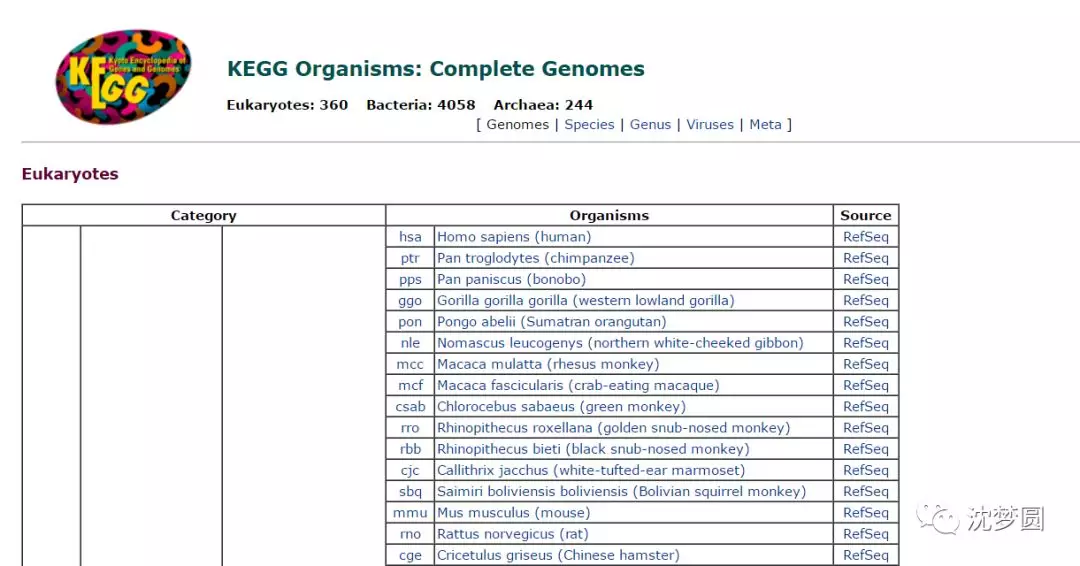 KEGG
Kyoto Encyclopedia of
Genes and Genomes
KEGG Organisms: Complete Genomes
Eukaryotes: 360 Bacteria: 4058 Archaea: 244
[ Genomes | Species | Genus | Viruses | Meta ]
Eukaryotes
Category Organisms Source
hsa Homo sapiens (human) RefSeq
ptr Pan troglodytes (chimpanzee) RefSeq
pps Pan paniscus (bonobo) RefSeq
ggo Gorilla gorilla gorilla (western lowland gorilla) RefSeq
pon Pongo abelii (Sumatran orangutan) RefSeq
nle Nomascus leucogenys (northern white-cheeked gibbon) RefSeq
mcc Macaca mulatta (rhesus monkey) RefSeq
mcf Macaca fascicularis (crab-eating macaque) RefSeq
csab Chlorocebus sabaeus (green monkey) RefSeq
rro Rhinopithecus roxellana (golden snub-nosed monkey) RefSeq
rbb Rhinopithecus bieti (black snub-nosed monkey) RefSeq
cjc Callithrix jacchus (white-tufted-ear marmoset) RefSeq
sbq Saimiri boliviensis boliviensis (Bolivian squirrel monkey) RefSeq
mmu Mus musculus (mouse) RefSeq
rno Rattus norvegicus (rat) RefSeq
cge Cricetulus griseus (Chinese hamster) RefSeq
沈梦圆